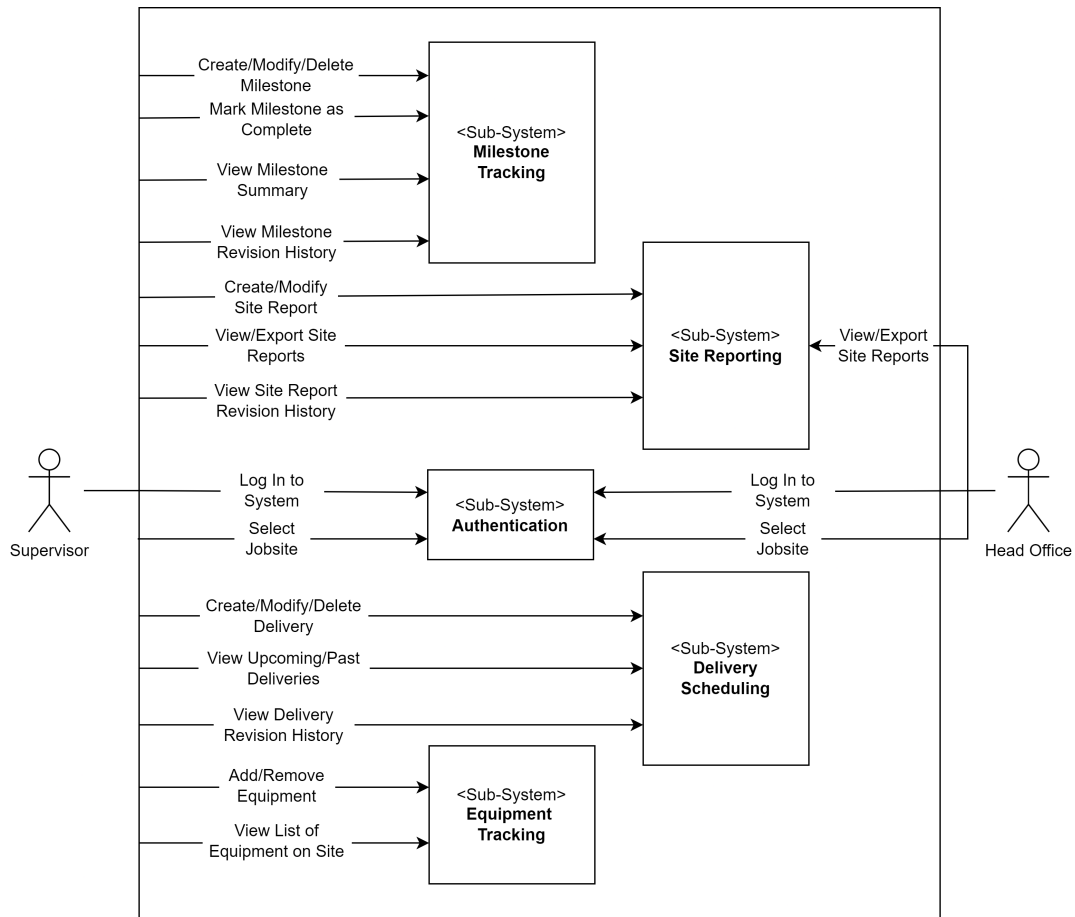 Create/Modify/Delete
Milestone
Mark Milestone as
Complete
View Milestone
Summary
View Milestone
Revision History
<Sub-System>
Milestone
Tracking
Create/Modify
Site Report
View/Export Site
Reports
View Site Report
Revision History
<Sub-System>
Site Reporting
View/Export
Site Reports
Supervisor
Log In to
System
Select
Jobsite
<Sub-System>
Authentication
Log In to
System
Select
Jobsite
Head Office
Create/Modify/Delete
Delivery
View Upcoming/Past
Deliveries
View Delivery
Revision History
<Sub-System>
Delivery
Scheduling
Add/Remove
Equipment
View List of
Equipment on Site
<Sub-System>
Equipment
Tracking